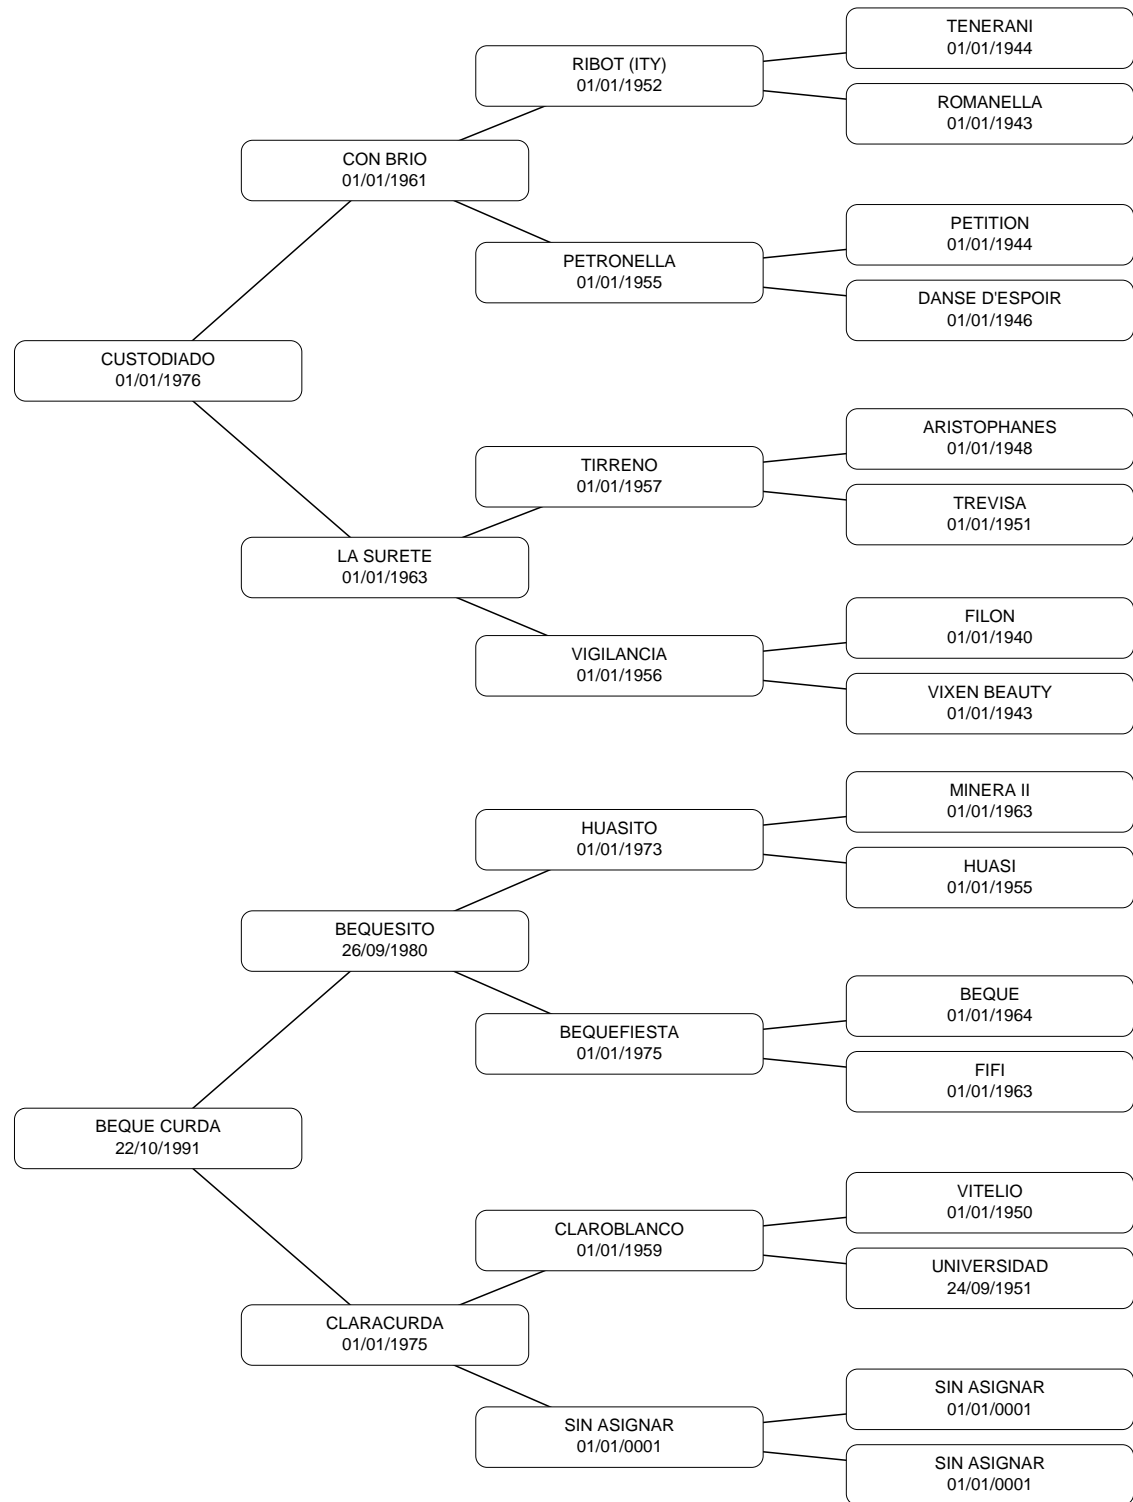 TENERANI
01/01/1944
RIBOT (ITY)
01/01/1952
ROMANELLA
01/01/1943
CON BRIO
01/01/1961
PETITION
01/01/1944
PETRONELLA
01/01/1955
DANSE D'ESPOIR
01/01/1946
CUSTODIADO
01/01/1976
ARISTOPHANES
01/01/1948
TIRRENO
01/01/1957
TREVISA
01/01/1951
LA SURETE
01/01/1963
FILON
01/01/1940
VIGILANCIA
01/01/1956
VIXEN BEAUTY
01/01/1943
MINERA II
01/01/1963
HUASITO
01/01/1973
HUASI
01/01/1955
BEQUESITO
26/09/1980
BEQUE
01/01/1964
BEQUEFIESTA
01/01/1975
FIFI
01/01/1963
BEQUE CURDA
22/10/1991
VITELIO
01/01/1950
CLAROBLANCO
01/01/1959
UNIVERSIDAD
24/09/1951
CLARACURDA
01/01/1975
SIN ASIGNAR
01/01/0001
SIN ASIGNAR
01/01/0001
SIN ASIGNAR
01/01/0001